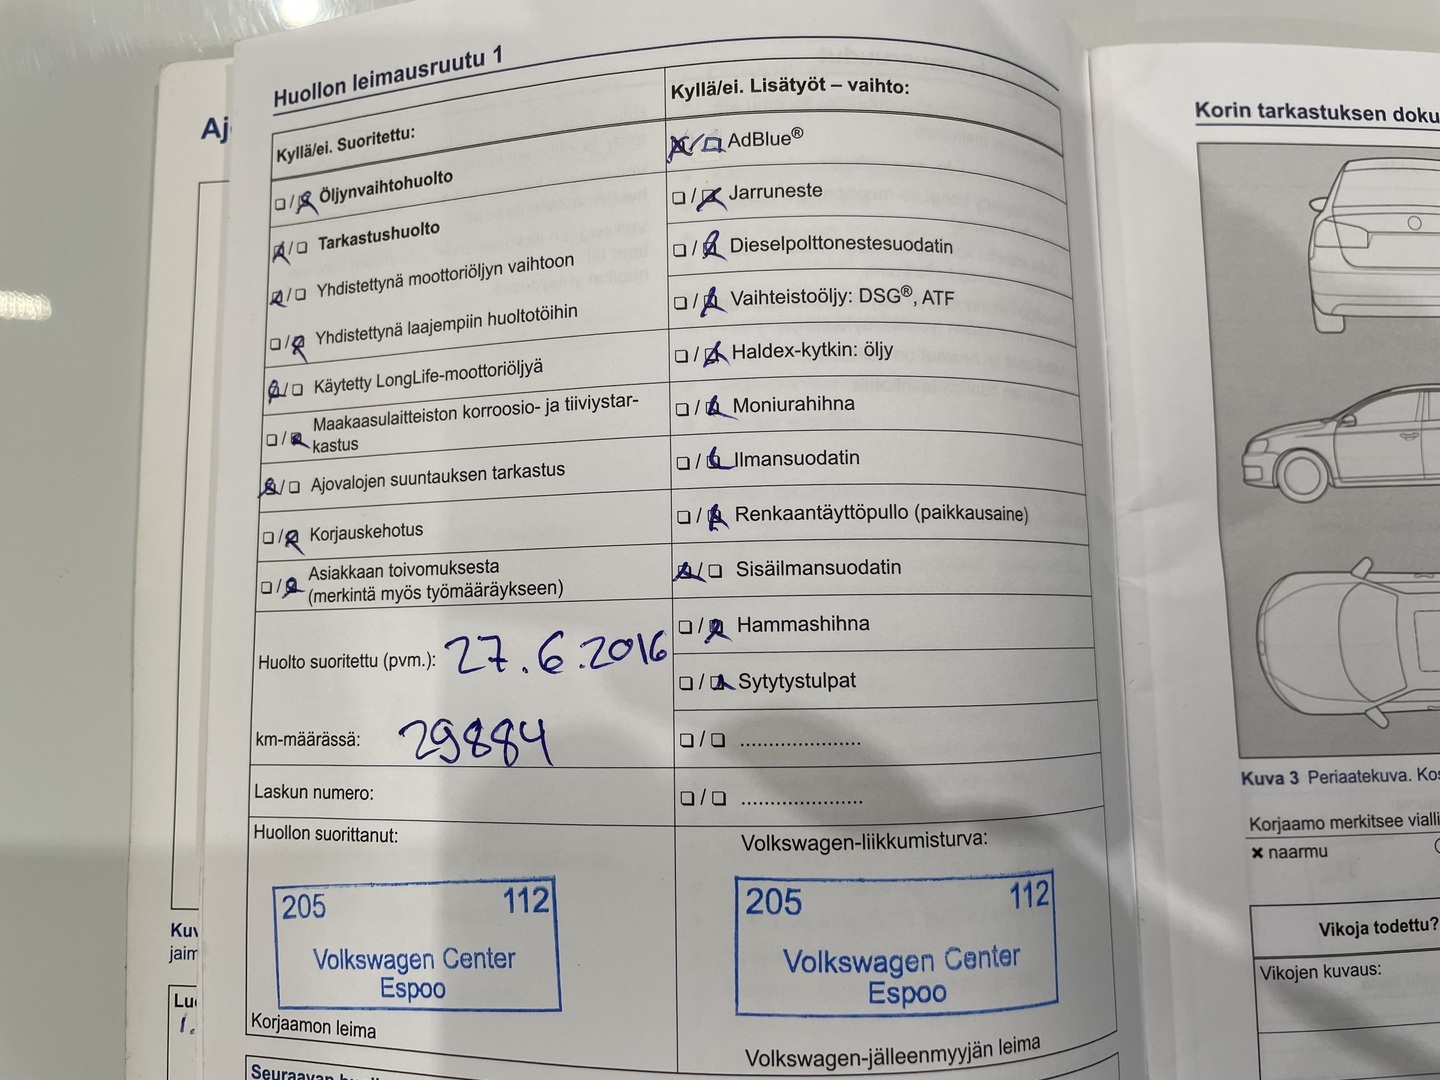 Huollon leimausruutu 1
Kyllä/ei. Suoritettu:
☐/☒ Öljynvaihtohuolto
☒/☐ Tarkastushuolto
☒/☐ Yhdistettynä moottoriöljyn vaihtoon
☐/☒ Yhdistettynä laajempiin huoltotöihin
☒/☐ Käytetty LongLife-moottoriöljyä
☐/☒ Maakaasulaitteiston korroosio- ja tiiviystar-
kastus
☒/☐ Ajovalojen suuntauksen tarkastus
☐/☒ Korjauskehotus
☐/☒ Asiakkaan toivomuksesta
(merkintä myös työmääräykseen)
Huolto suoritettu (pvm.): 27.6.2016
km-määrässä: 29884
Laskun numero:
Huollon suorittanut:
205 112
Volkswagen Center
Espoo
Korjaamon leima
Kyllä/ei. Lisätyöt – vaihto:
☒/☐ AdBlue®
☐/☒ Jarruneste
☐/☒ Dieselpolttonestesuodatin
☐/☒ Vaihteistoöljy: DSG®, ATF
☐/☒ Haldex-kytkin: öljy
☐/☒ Moniurahihna
☐/☒ Ilmansuodatin
☐/☒ Renkaantäyttöpullo (paikkausaine)
☒/☐ Sisäilmansuodatin
☐/☒ Hammashihna
☐/☒ Sytytystulpat
☐/☐ .....................
☐/☐ .....................
Volkswagen-liikkumisturva:
205 112
Volkswagen Center
Espoo
Volkswagen-jälleenmyyjän leima
Korin tarkastuksen
Kuva 3 Periaatekuva.
Korjaamo merkitsee
× naarmu
Vikoja todettu?
Vikojen kuvaus: